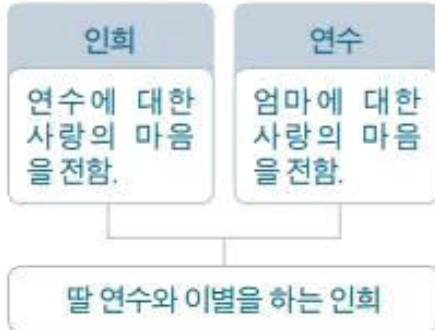 인희
연수에 대한
사랑의 마음
을 전함.
연수
엄마에 대한
사랑의 마음
을 전함.
딸 연수와 이별을 하는 인희